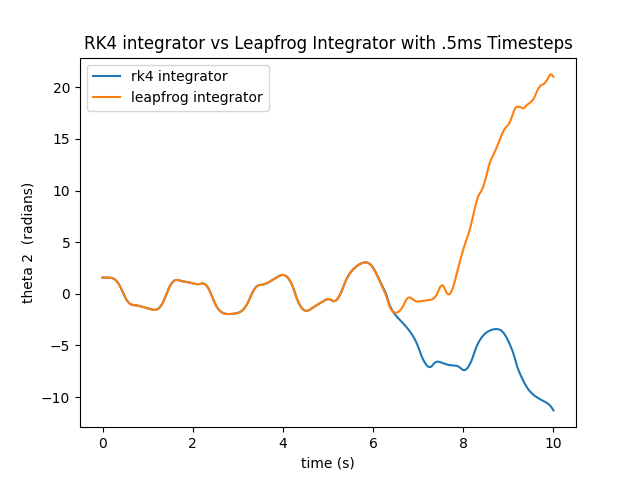 RK4 integrator vs Leapfrog Integrator with .5ms Timesteps
rk4 integrator
leapfrog integrator
20
15
10
5
0
−5
−10
theta 2  (radians)
0 2 4 6 8 10
time (s)